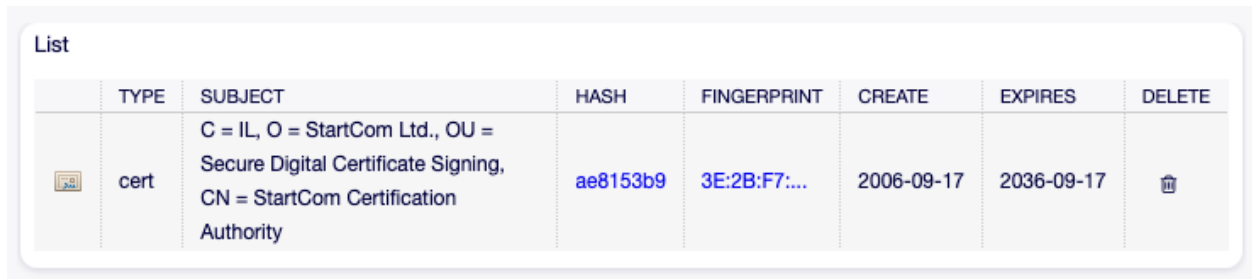 List
TYPE SUBJECT HASH FINGERPRINT CREATE EXPIRES DELETE
C = IL, O = StartCom Ltd., OU =
Secure Digital Certificate Signing,
cert ae8153b9 3E:2B:F7:... 2006-09-17 2036-09-17
CN = StartCom Certification
Authority